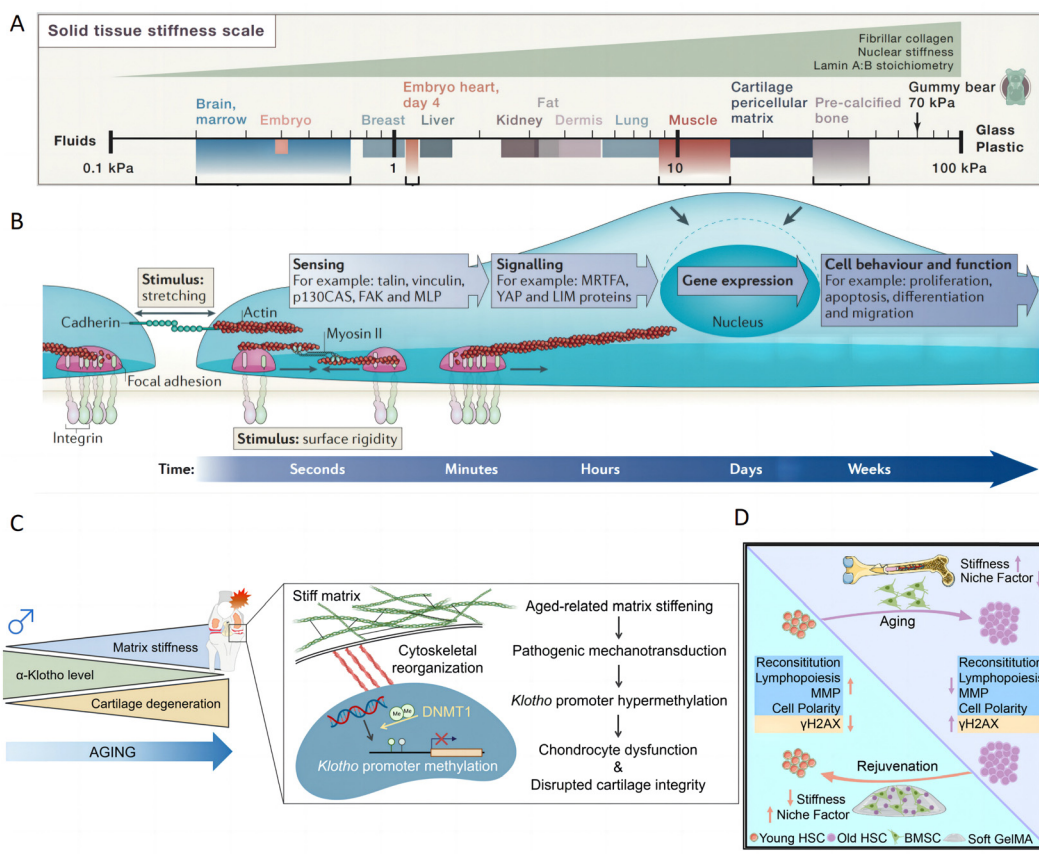 A
Solid tissue stiffness scale
Fibrillar collagen
Nuclear stiffness
Lamin A:B stoichiometry
Brain,
marrow
Embryo
Breast
Embryo heart,
day 4
Liver
Kidney
Fat
Dermis
Lung
Muscle
Cartilage
pericellular
matrix
Pre-calcified
bone
Gummy bear
70 kPa
Fluids
Glass
Plastic
0.1 kPa
1
10
100 kPa
B
Stimulus:
stretching
Sensing
For example: talin, vinculin,
p130CAS, FAK and MLP
Signalling
For example: MRTFA,
YAP and LIM proteins
Gene expression
Nucleus
Cell behaviour and function
For example: proliferation,
apoptosis, differentiation
and migration
Cadherin
Actin
Myosin II
Focal adhesion
Integrin
Stimulus: surface rigidity
Time:
Seconds
Minutes
Hours
Days
Weeks
C
♂
Matrix stiffness
α-Klotho level
Cartilage degeneration
AGING
Stiff matrix
Cytoskeletal
reorganization
Me Me
DNMT1
Klotho promoter methylation
Aged-related matrix stiffening
Pathogenic mechanotransduction
Klotho promoter hypermethylation
Chondrocyte dysfunction
&
Disrupted cartilage integrity
D
Stiffness ↑
Niche Factor ↓
Aging
Reconsititution
Lymphopoiesis
MMP
Cell Polarity
γH2AX
Reconsititution
Lymphopoiesis
MMP
Cell Polarity
γH2AX
Rejuvenation
↓ Stiffness
↑ Niche Factor
Young HSC
Old HSC
BMSC
Soft GelMA